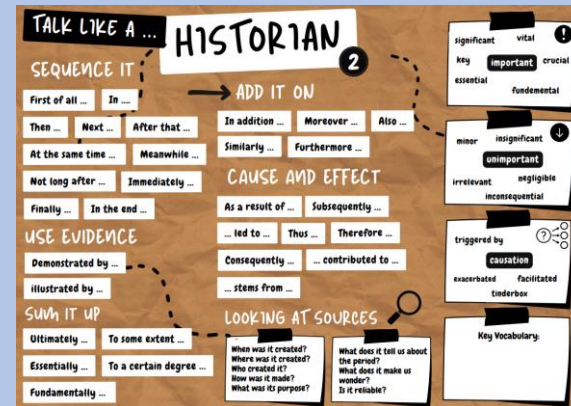 TALK LIKE A ...
HISTORIAN
2
SEQUENCE IT
First of all ... In ....
Then ... Next ... After that ...
At the same time ... Meanwhile ...
Not long after ... Immediately ...
Finally ... In the end ...
USE EVIDENCE
Demonstrated by ...
illustrated by ...
SUM IT UP
Ultimately ... To some extent ...
Essentially ... To a certain degree ...
Fundamentally ...
ADD IT ON
In addition ... Moreover ... Also ...
Similarly ... Furthermore ...
CAUSE AND EFFECT
As a result of ... Subsequently ...
... led to ... Thus ... Therefore ...
Consequently ... ... contributed to ...
... stems from ...
LOOKING AT SOURCES
When was it created?
Where was it created?
Who created it?
How was it made?
What was its purpose?
What does it tell us about
the period?
What does it make us
wonder?
Is it reliable?
significant vital
key important crucial
essential
fundemental
minor insignificant
unimportant
irrelevant negligible
inconsequential
triggered by
causation
exacerbated facilitated
tinderbox
Key Vocabulary: